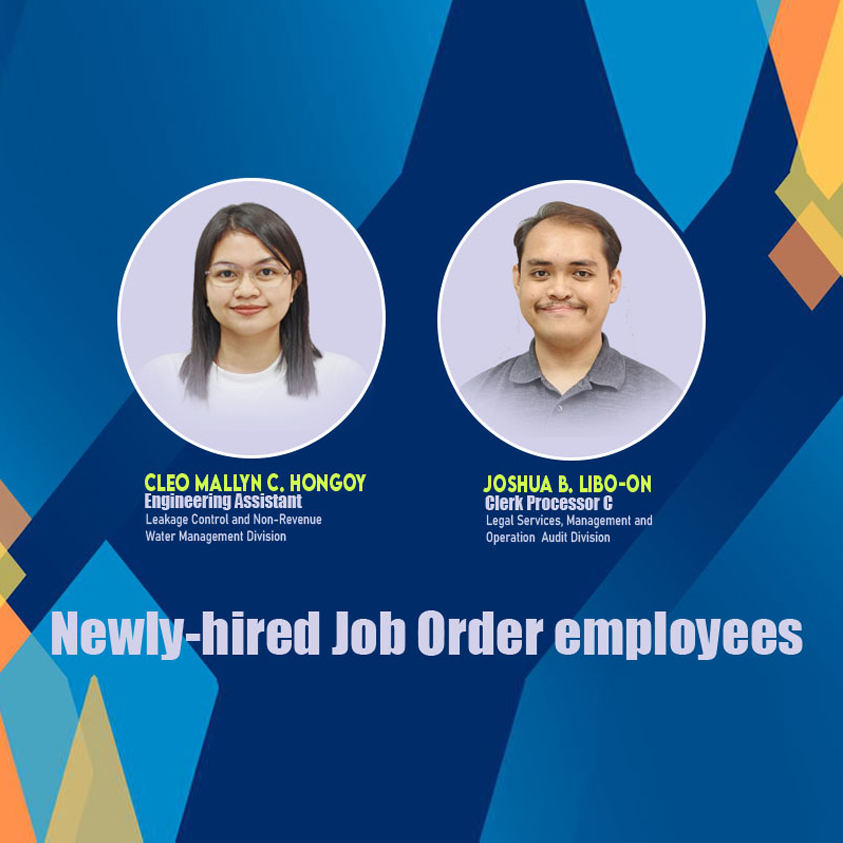 CLEO MALLYN C. HONGOY
Engineering Assistant
Leakage Control and Non-Revenue
Water Management Division
JOSHUA B. LIBO-ON
Clerk Processor C
Legal Services, Management and
Operation Audit Division
Newly-hired Job Order employees